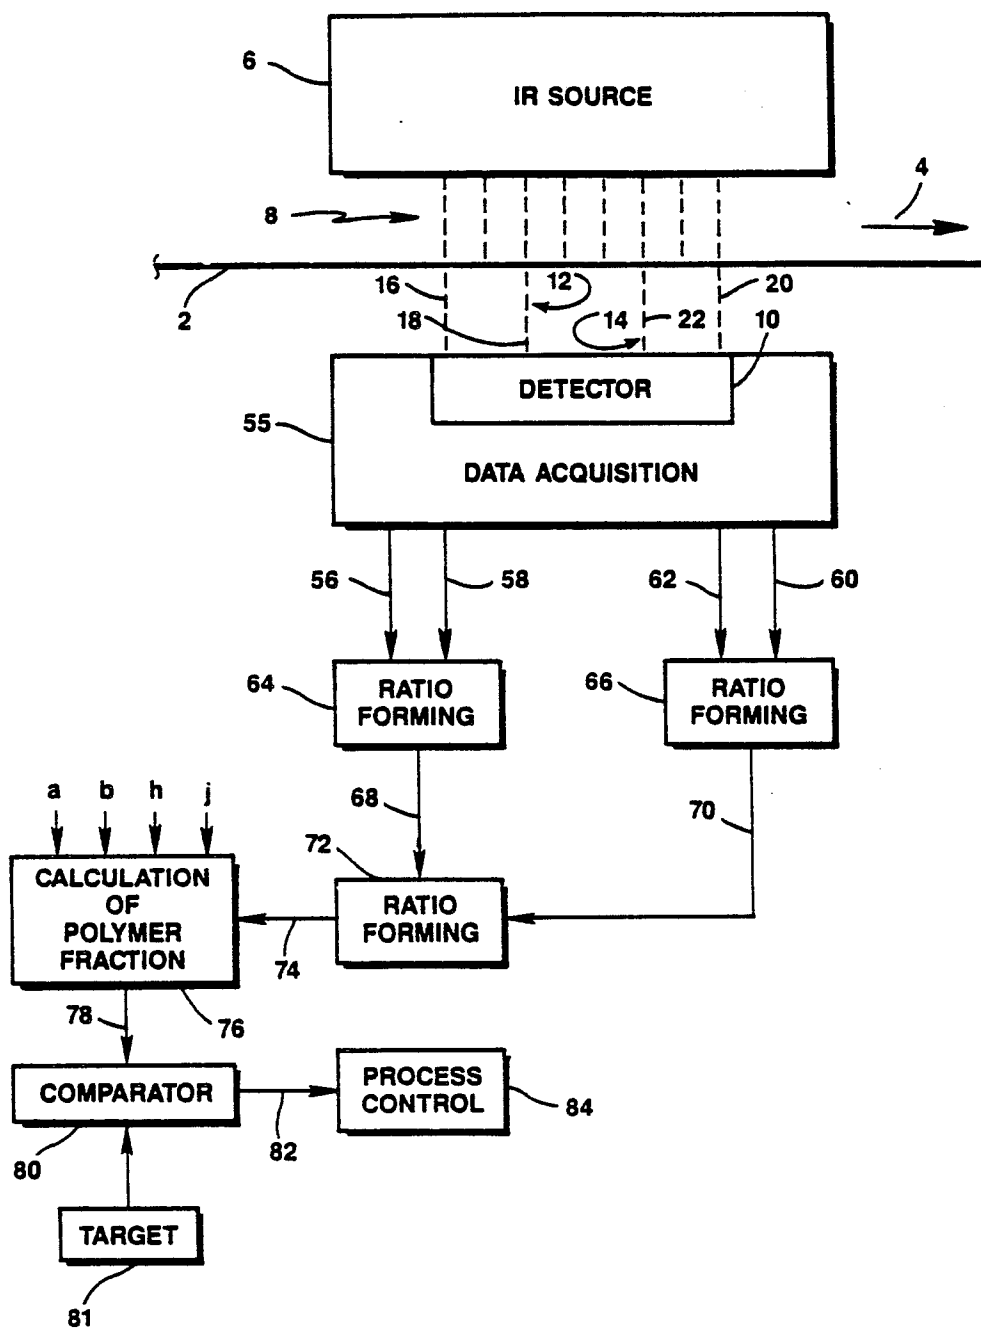 6
IR SOURCE
4
8
2
16
12
20
18
14
22
10
DETECTOR
55
DATA ACQUISITION
56
58
62
60
64
RATIO
FORMING
66
RATIO
FORMING
a
b
h
j
68
70
72
CALCULATION
OF
POLYMER
FRACTION
RATIO
FORMING
74
78
76
COMPARATOR
PROCESS
CONTROL
84
80
82
TARGET
81